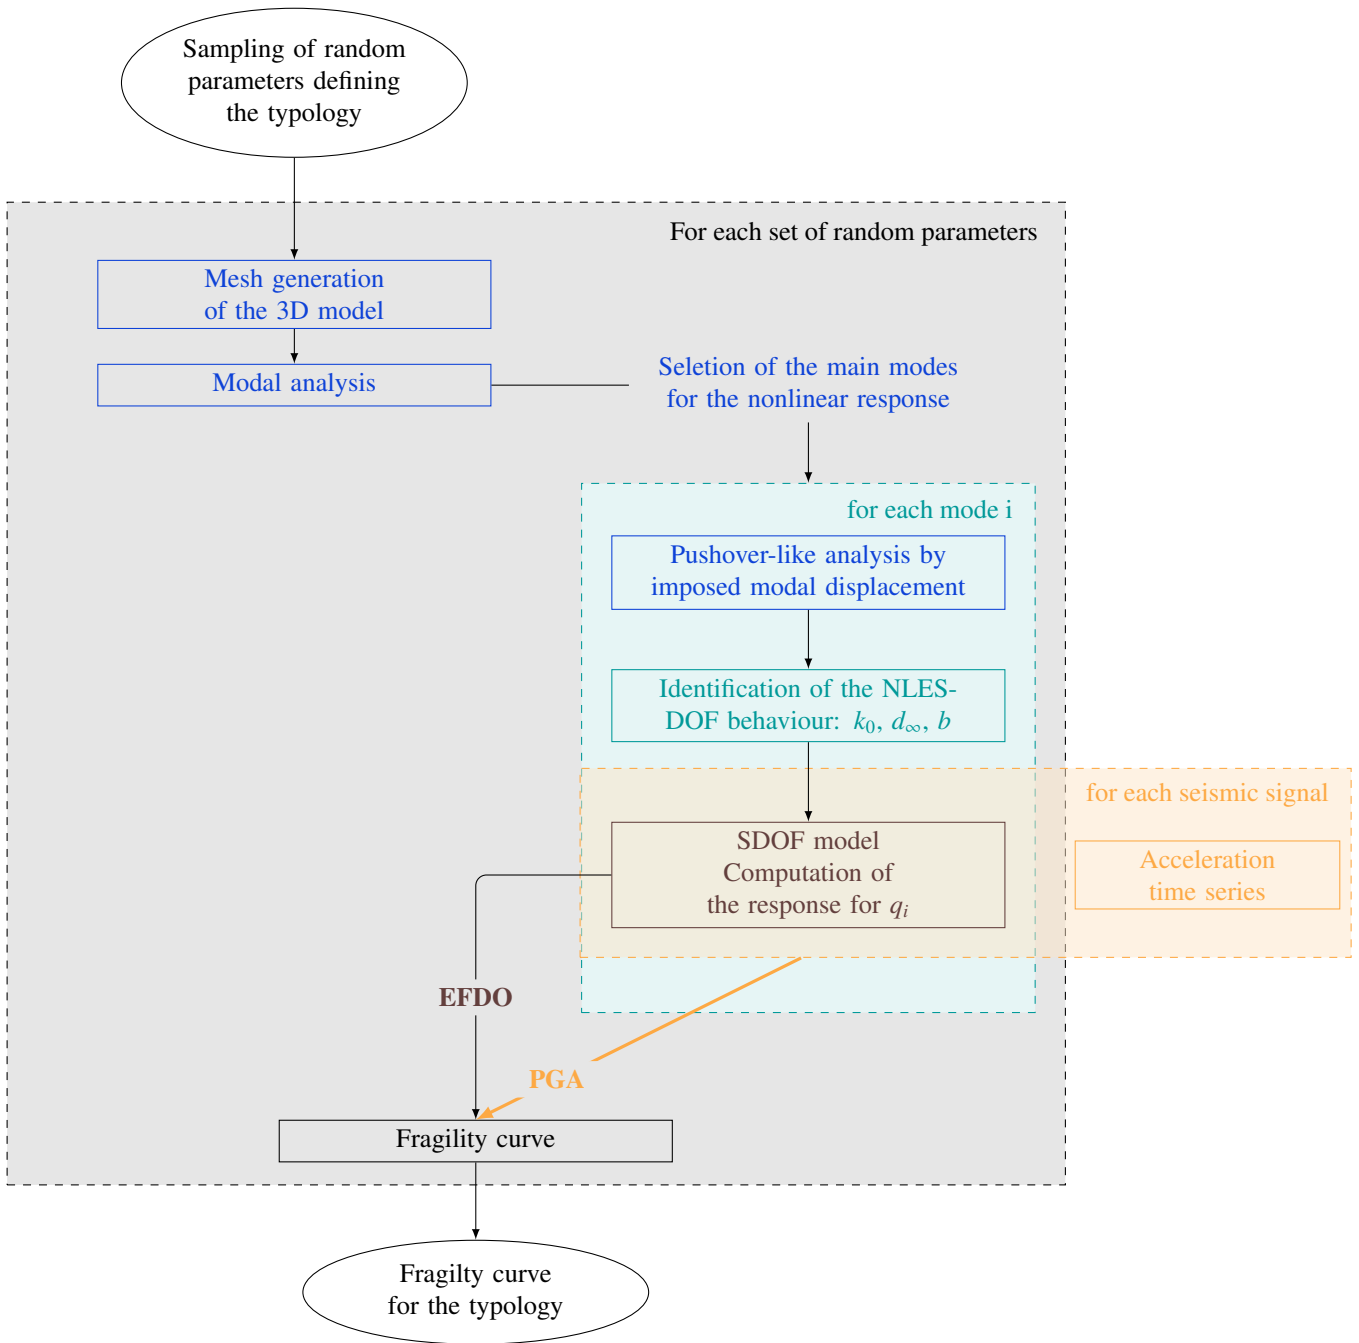 Sampling of random
parameters defining
the typology
For each set of random parameters
Mesh generation
of the 3D model
Modal analysis
Seletion of the main modes
for the nonlinear response
for each mode i
Pushover-like analysis by
imposed modal displacement
Identification of the NLES-
DOF behaviour: k₀, d∞, b
for each seismic signal
SDOF model
Computation of
the response for qᵢ
Acceleration
time series
EFDO
PGA
Fragility curve
Fragilty curve
for the typology